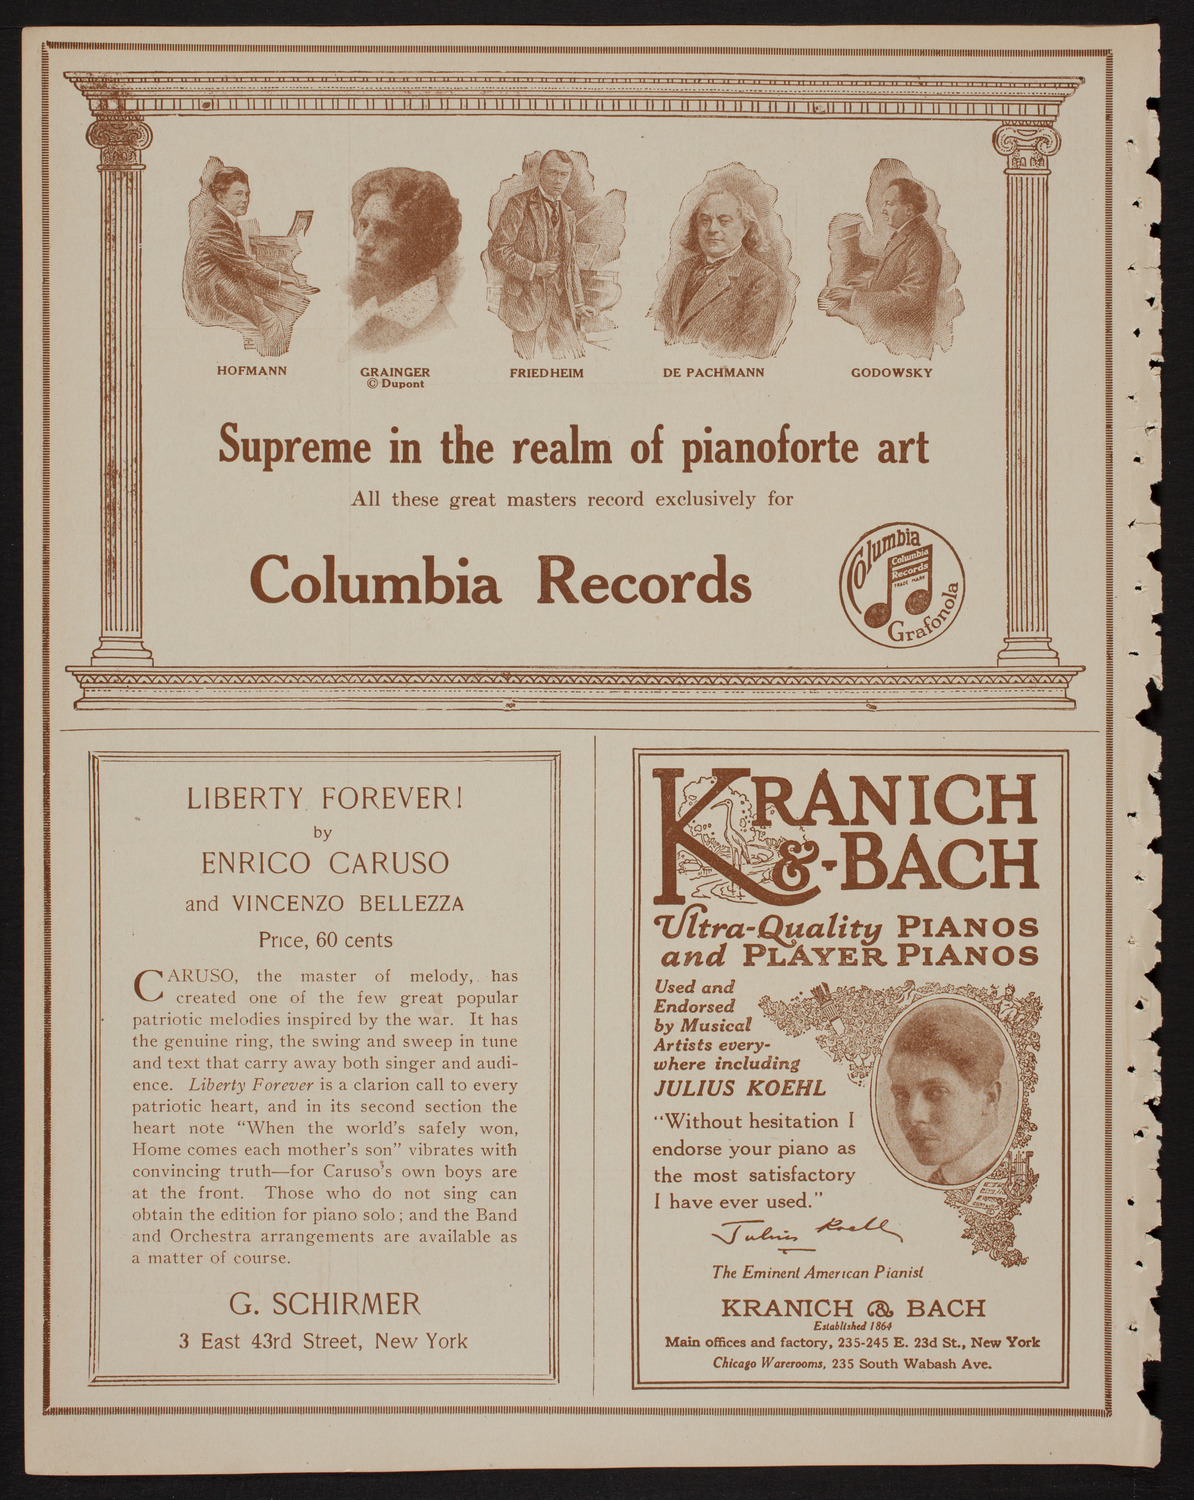 HOFMANN
GRAINGER
© Dupont
FRIEDHEIM
DE PACHMANN
GODOWSKY
Supreme in the realm of pianoforte art
All these great masters record exclusively for
Columbia Records
Columbia
Columbia
Records
TRADE MARK
Grafonola
LIBERTY FOREVER!
by
ENRICO CARUSO
and VINCENZO BELLEZZA
Price, 60 cents
CARUSO, the master of melody, has
created one of the few great popular
patriotic melodies inspired by the war. It has
the genuine ring, the swing and sweep in tune
and text that carry away both singer and audi-
ence. Liberty Forever is a clarion call to every
patriotic heart, and in its second section the
heart note "When the world's safely won,
Home comes each mother's son" vibrates with
convincing truth—for Caruso's own boys are
at the front. Those who do not sing can
obtain the edition for piano solo; and the Band
and Orchestra arrangements are available as
a matter of course.
G. SCHIRMER
3 East 43rd Street, New York
KRANICH
&-BACH
Ultra-Quality PIANOS
and PLAYER PIANOS
Used and
Endorsed
by Musical
Artists every-
where including
JULIUS KOEHL
"Without hesitation I
endorse your piano as
the most satisfactory
I have ever used."
Julius Koehl
The Eminent American Pianist
KRANICH & BACH
Established 1864
Main offices and factory, 235-245 E. 23d St., New York
Chicago Warerooms, 235 South Wabash Ave.